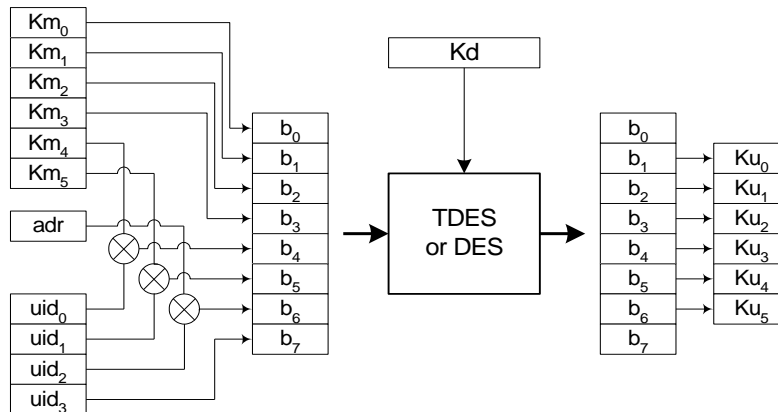 Km₀
Km₁
Km₂
Km₃
Km₄
Km₅
adr
uid₀
uid₁
uid₂
uid₃
b₀
b₁
b₂
b₃
b₄
b₅
b₆
b₇
Kd
TDES
or DES
b₀
b₁
b₂
b₃
b₄
b₅
b₆
b₇
Ku₀
Ku₁
Ku₂
Ku₃
Ku₄
Ku₅